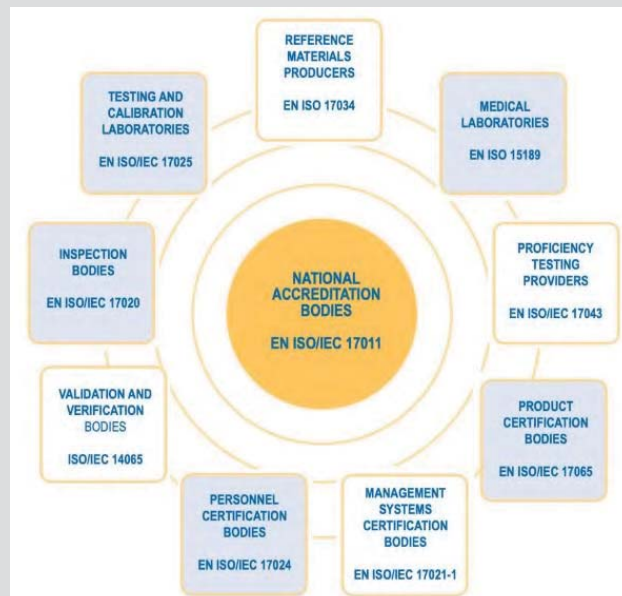 REFERENCE
MATERIALS
PRODUCERS
EN ISO 17034
TESTING AND
CALIBRATION
LABORATORIES
EN ISO/IEC 17025
MEDICAL
LABORATORIES
EN ISO 15189
INSPECTION
BODIES
EN ISO/IEC 17020
NATIONAL
ACCREDITATION
BODIES
EN ISO/IEC 17011
PROFICIENCY
TESTING
PROVIDERS
EN ISO/IEC 17043
VALIDATION AND
VERIFICATION
BODIES
ISO/IEC 14065
PRODUCT
CERTIFICATION
BODIES
EN ISO/IEC 17065
PERSONNEL
CERTIFICATION
BODIES
EN ISO/IEC 17024
MANAGEMENT
SYSTEMS
CERTIFICATION
BODIES
EN ISO/IEC 17021-1